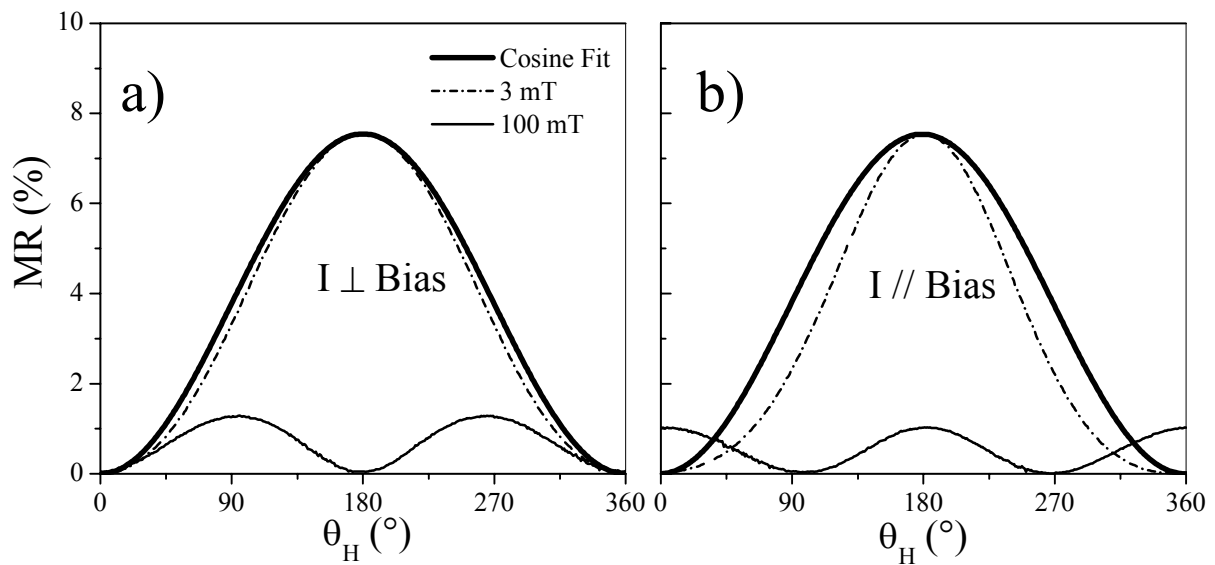 a)
Cosine Fit
3 mT
100 mT
I ⊥ Bias
MR (%)
10
8
6
4
2
0
0 90 180 270 360
θH (°)
b)
I // Bias
0 90 180 270 360
θH (°)